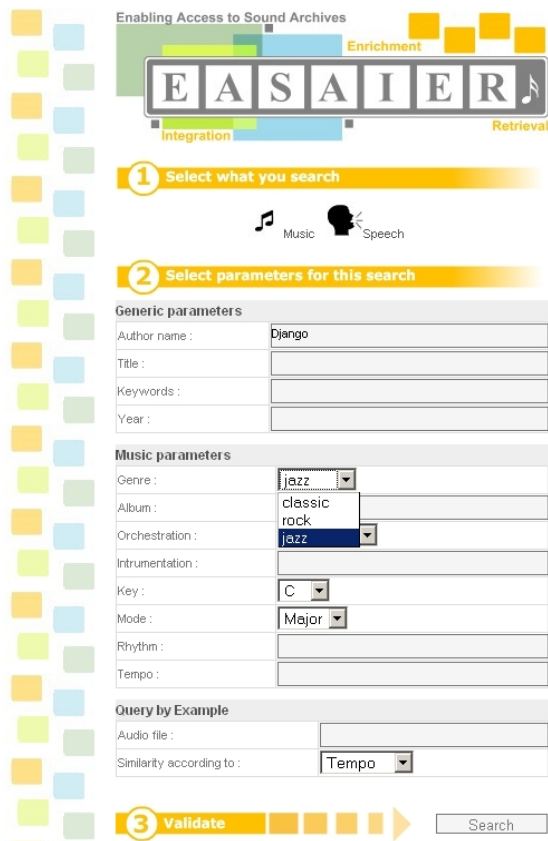 Enabling Access to Sound Archives
Enrichment
EASAIER
Integration
Retrieval
1 Select what you search
Music Speech
2 Select parameters for this search
Generic parameters
Author name : Django
Title :
Keywords :
Year :
Music parameters
Genre : jazz
classic
Album :
rock
Orchestration : jazz
Intrumentation :
Key : C
Mode : Major
Rhythm :
Tempo :
Query by Example
Audio file :
Similarity according to : Tempo
3 Validate Search